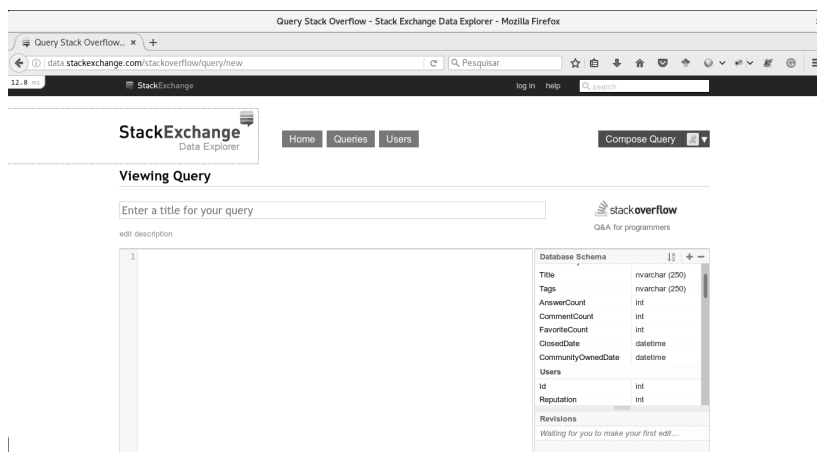 Query Stack Overflow - Stack Exchange Data Explorer - Mozilla Firefox
Query Stack Overflow... × +
data.stackexchange.com/stackoverflow/query/new
Pesquisar
12.8 ms
StackExchange
log in help search
StackExchange
Data Explorer
Home Queries Users
Compose Query
Viewing Query
Enter a title for your query
stackoverflow
Q&A for programmers
edit description
1
Database Schema
Title nvarchar (250)
Tags nvarchar (250)
AnswerCount int
CommentCount int
FavoriteCount int
ClosedDate datetime
CommunityOwnedDate datetime
Users
Id int
Reputation int
Revisions
Waiting for you to make your first edit...